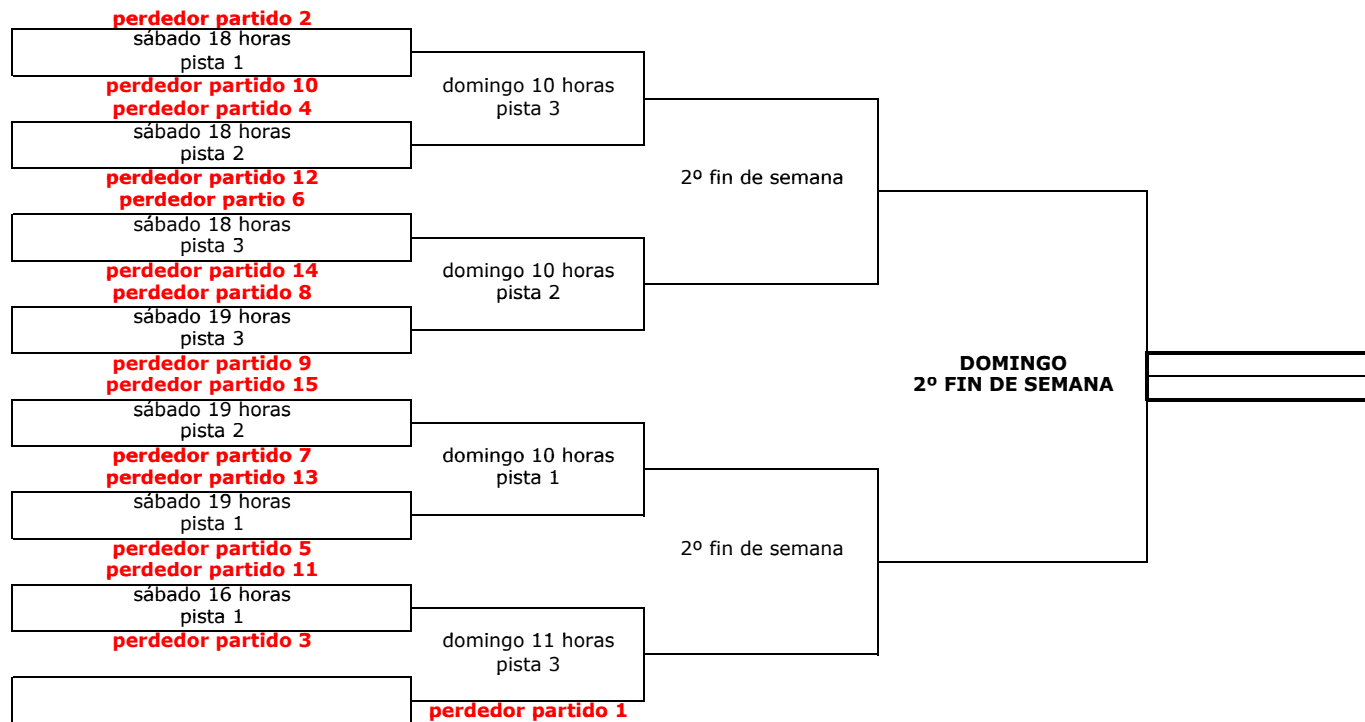 perdedor partido 2
sábado 18 horas
pista 1
perdedor partido 10
perdedor partido 4
sábado 18 horas
pista 2
perdedor partido 12
perdedor partio 6
sábado 18 horas
pista 3
perdedor partido 14
perdedor partido 8
sábado 19 horas
pista 3
perdedor partido 9
perdedor partido 15
sábado 19 horas
pista 2
perdedor partido 7
perdedor partido 13
sábado 19 horas
pista 1
perdedor partido 5
perdedor partido 11
sábado 16 horas
pista 1
perdedor partido 3
domingo 10 horas
pista 3
domingo 10 horas
pista 2
domingo 10 horas
pista 1
domingo 11 horas
pista 3
perdedor partido 1
2º fin de semana
2º fin de semana
DOMINGO
2º FIN DE SEMANA